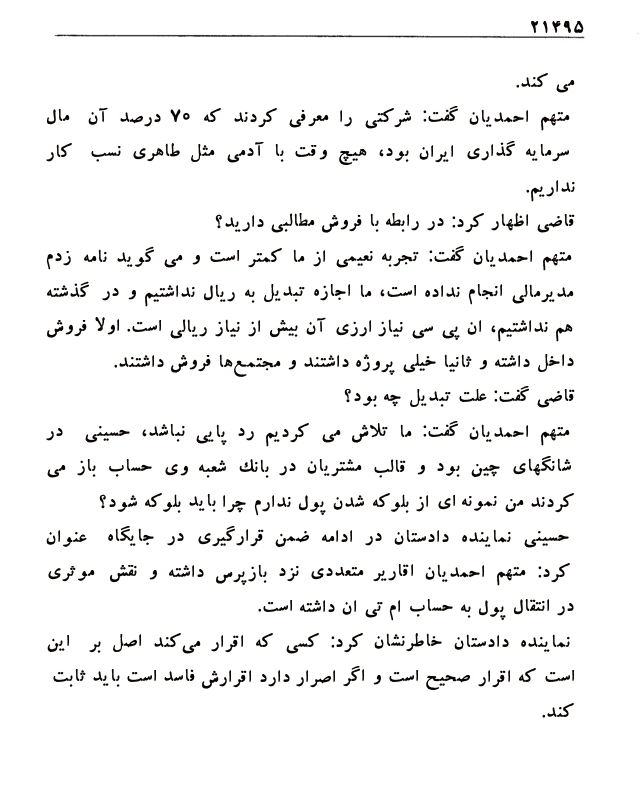 ۲۱۴۹۵
می کند.
متهم احمدیان گفت: شرکتی را معرفی کردند که ۷۰ درصد آن مال
سرمایه گذاری ایران بود، هیچ وقت با آدمی مثل طاهری نسب کار
نداریم.
قاضی اظهار کرد: در رابطه با فروش مطالبی دارید؟
متهم احمدیان گفت: تجربه نعیمی از ما کمتر است و می گوید نامه زدم
مدیرمالی انجام نداده است، ما اجازه تبدیل به ریال نداشتیم و در گذشته
هم نداشتیم، ان پی سی نیاز ارزی آن بیش از نیاز ریالی است. اولا فروش
داخل داشته و ثانیا خیلی پروژه داشتند و مجتمع‌ها فروش داشتند.
قاضی گفت: علت تبدیل چه بود؟
متهم احمدیان گفت: ما تلاش می کردیم رد پایی نباشد، حسینی در
شانگهای چین بود و قالب مشتریان در بانك شعبه وی حساب باز می
کردند من نمونه ای از بلوکه شدن پول ندارم چرا باید بلوکه شود؟
حسینی نماینده دادستان در ادامه ضمن قرارگیری در جایگاه عنوان
کرد: متهم احمدیان اقاریر متعددی نزد بازپرس داشته و نقش موثری
در انتقال پول به حساب ام تی ان داشته است.
نماینده دادستان خاطرنشان کرد: کسی که اقرار می‌کند اصل بر این
است که اقرار صحیح است و اگر اصرار دارد اقرارش فاسد است باید ثابت
کند.